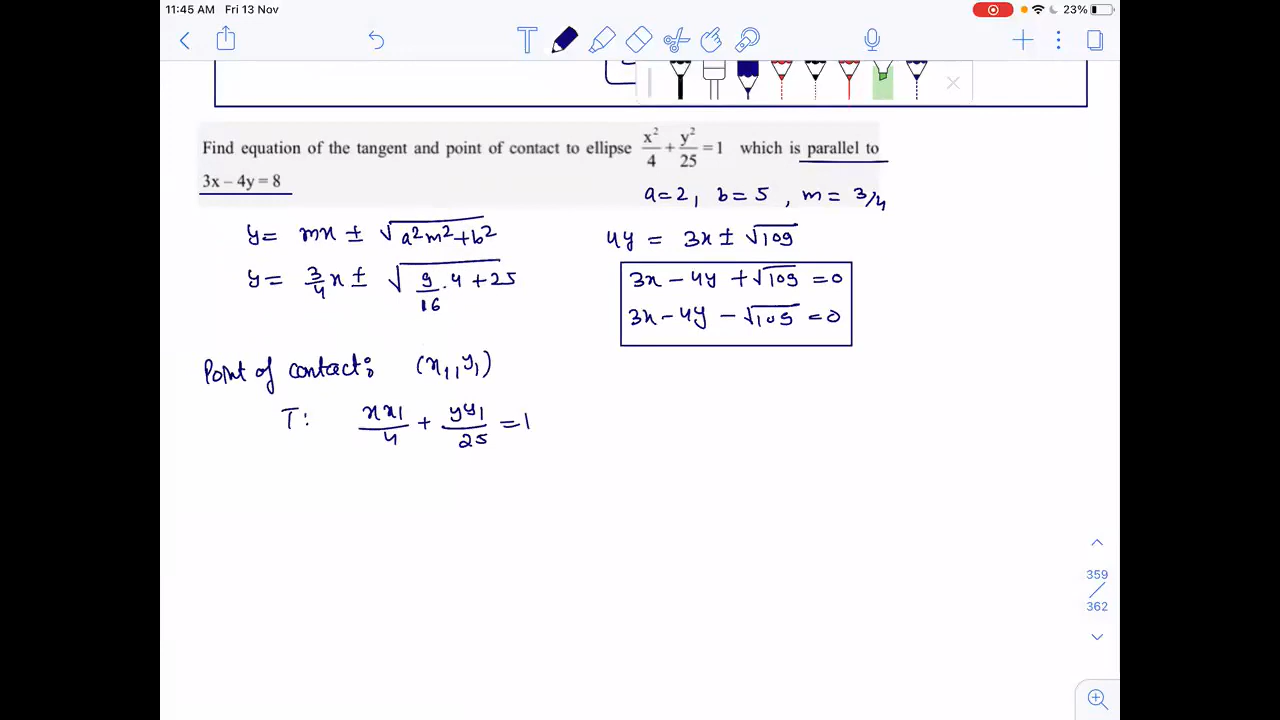 11:45 AM Fri 13 Nov 23%
T
Find equation of the tangent and point of contact to ellipse x²/4 + y²/25 = 1 which is parallel to
3x – 4y = 8
a=2, b=5, m=3/4
y= mx ± √(a²m²+b²)
y= 3/4 x ± √(9/16 . 4 + 25)
4y = 3x ± √109
3x - 4y + √109 =0
3x - 4y - √109 =0
Point of contact: (x₁, y₁)
T: xx₁/4 + yy₁/25 =1
359
362